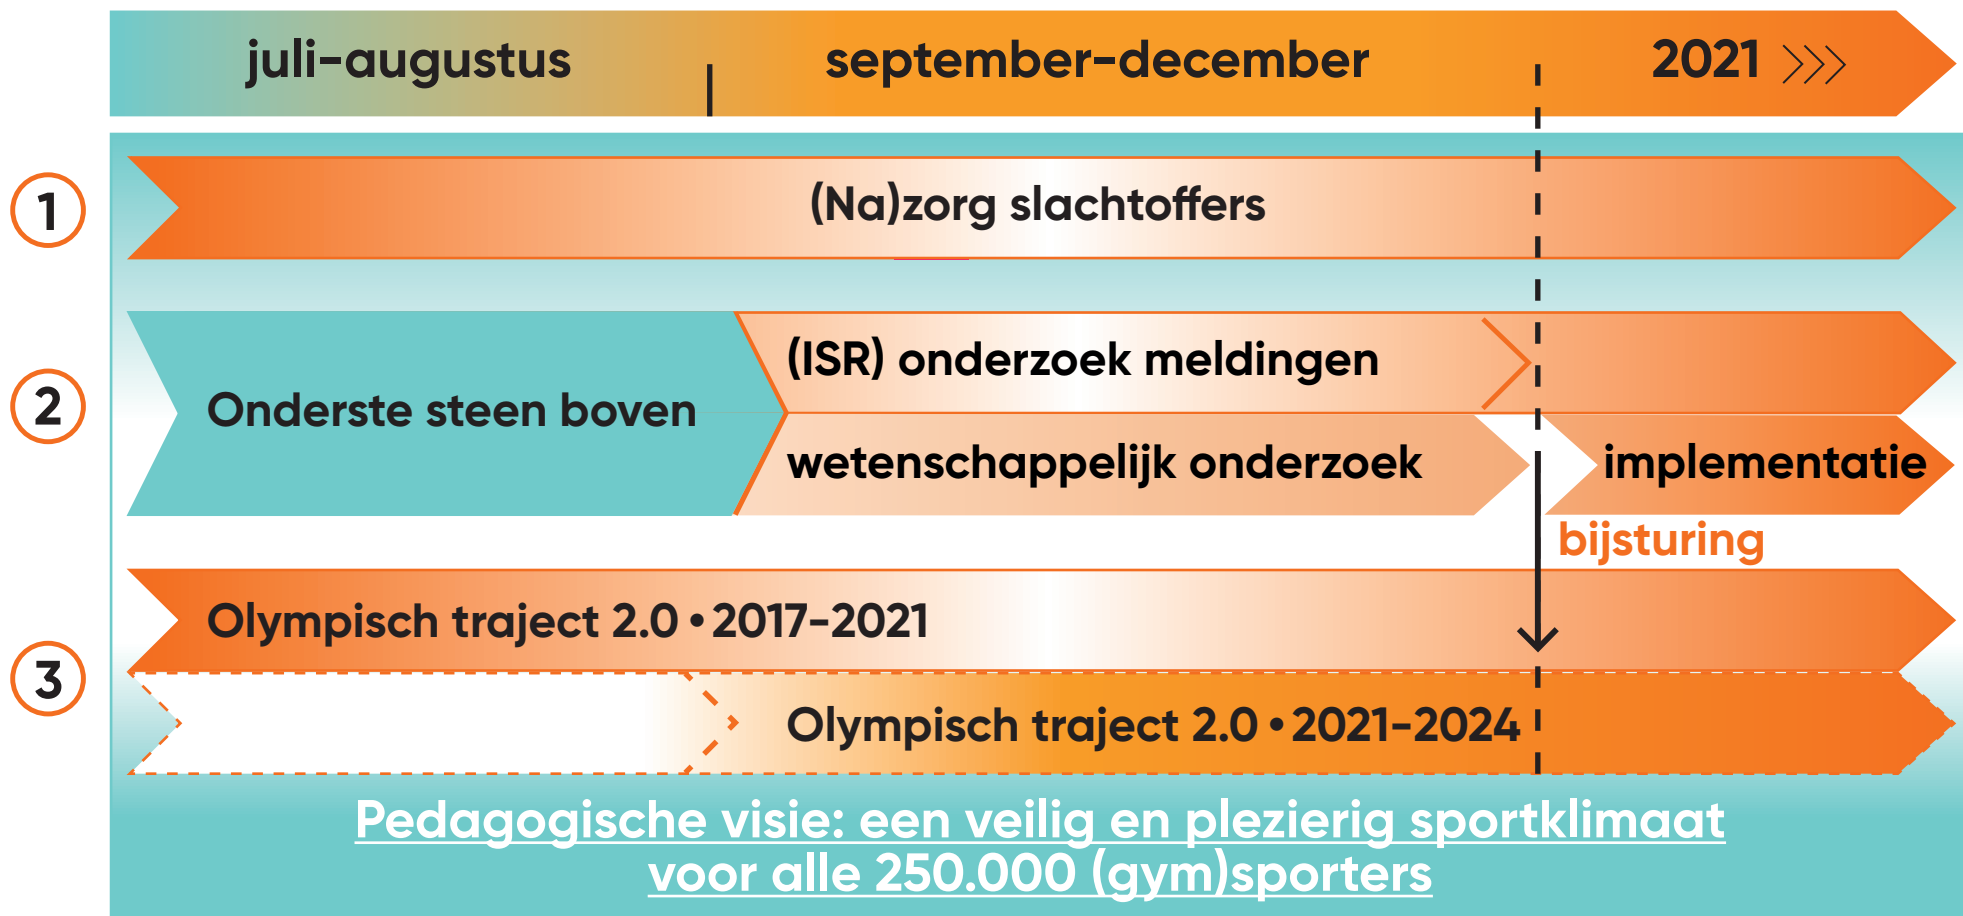 juli-augustus
september-december
2021
1
(Na)zorg slachtoffers
2
Onderste steen boven
(ISR) onderzoek meldingen
wetenschappelijk onderzoek
implementatie
bijsturing
3
Olympisch traject 2.0 • 2017-2021
Olympisch traject 2.0 • 2021-2024
Pedagogische visie: een veilig en plezierig sportklimaat
voor alle 250.000 (gym)sporters